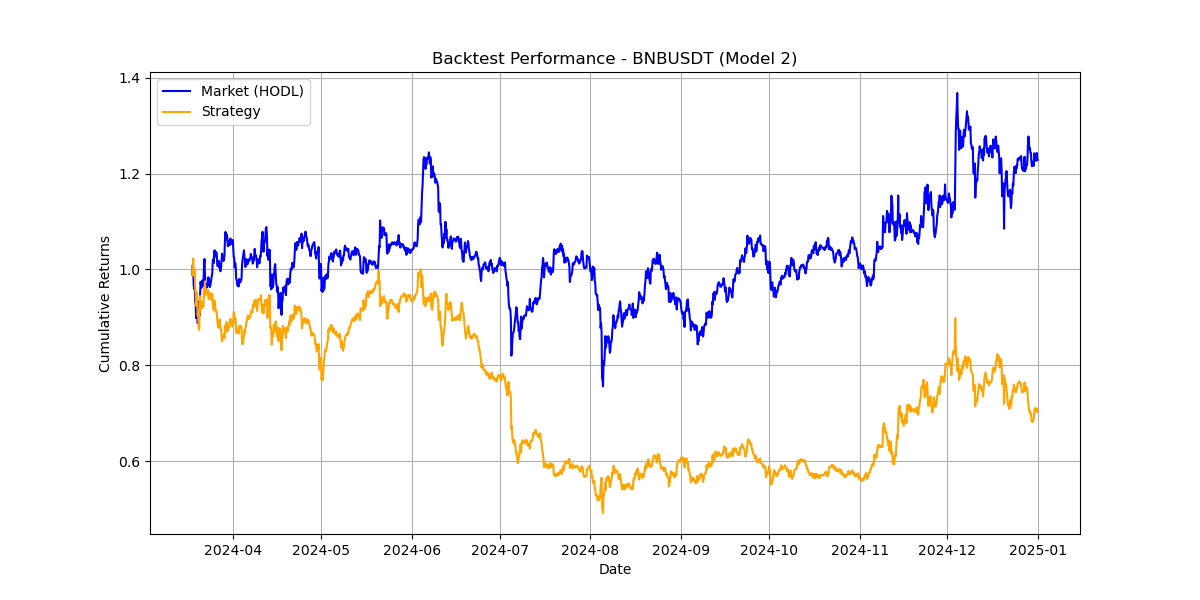 Backtest Performance - BNBUSDT (Model 2)
Market (HODL)
Strategy
Cumulative Returns
1.4
1.2
1.0
0.8
0.6
2024-04 2024-05 2024-06 2024-07 2024-08 2024-09 2024-10 2024-11 2024-12 2025-01
Date